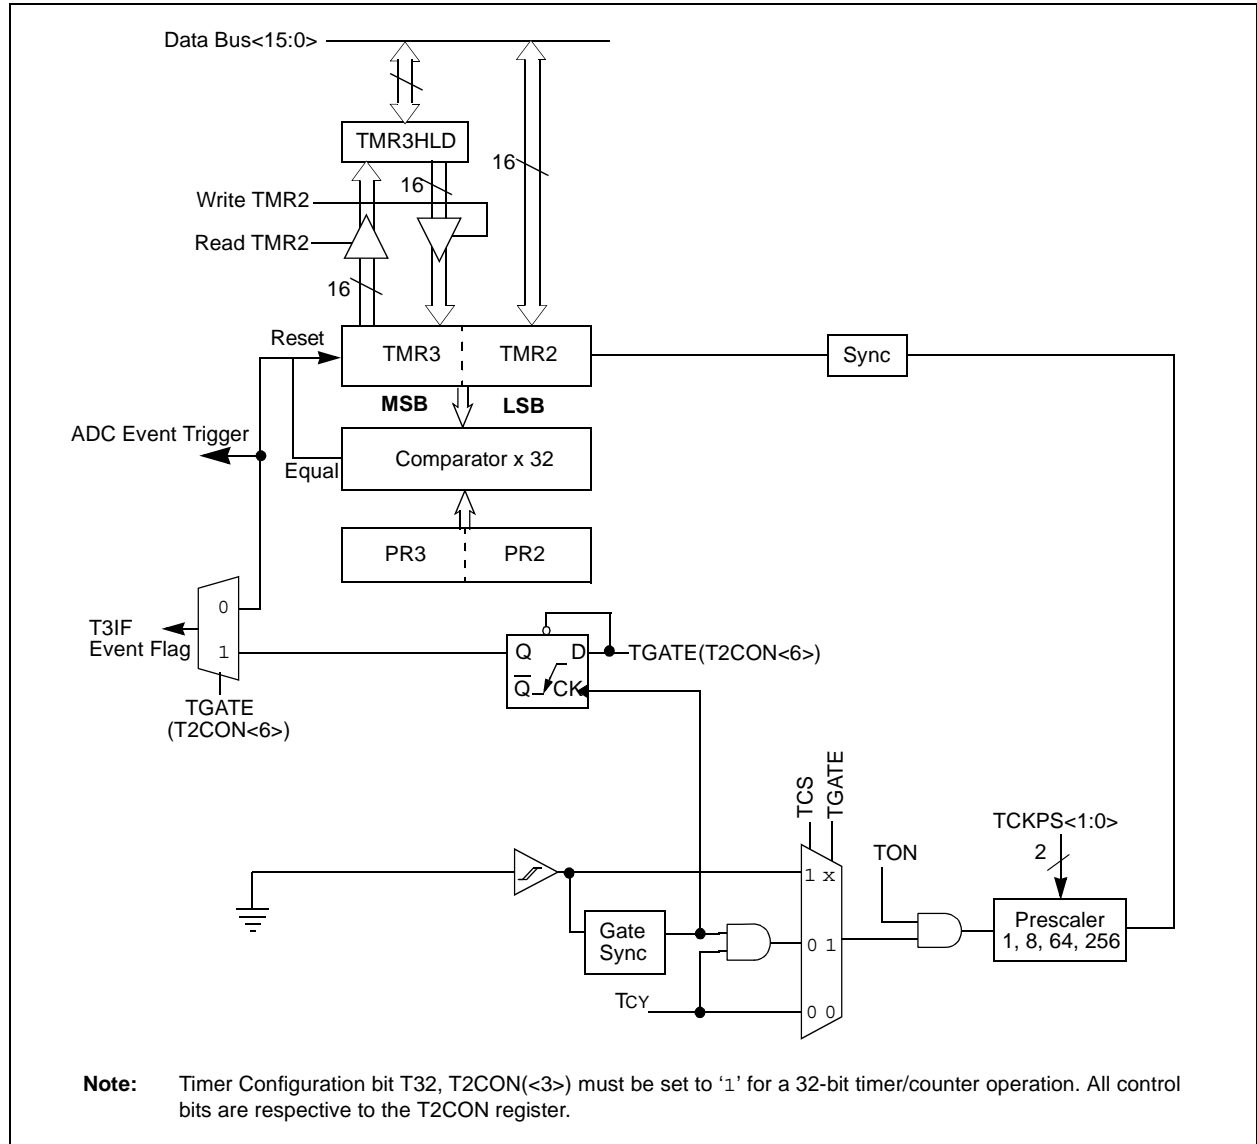 Data Bus<15:0>
TMR3HLD
16
16
Write TMR2
Read TMR2
16
Reset
TMR3
TMR2
Sync
MSB
LSB
ADC Event Trigger
Equal
Comparator x 32
PR3
PR2
0
T3IF
Event Flag
1
Q
D
TGATE(T2CON<6>)
Q
CK
TGATE
(T2CON<6>)
TCS
TGATE
TCKPS<1:0>
2
TON
1 x
Prescaler
1, 8, 64, 256
Gate
Sync
0 1
TCY
0 0
Note: Timer Configuration bit T32, T2CON(<3>) must be set to ‘1’ for a 32-bit timer/counter operation. All control
bits are respective to the T2CON register.